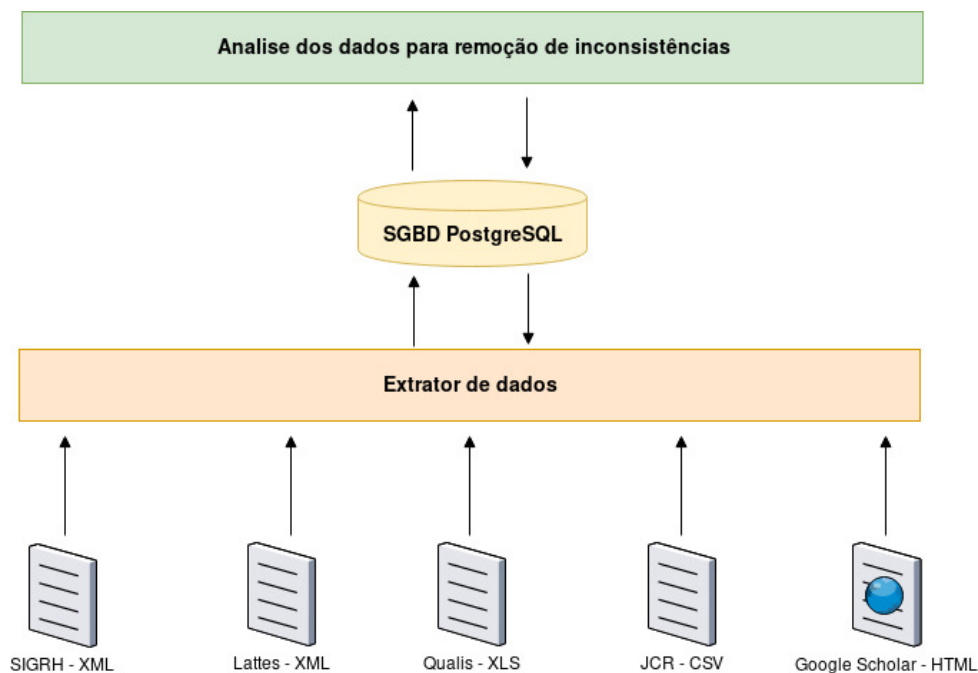 Analise dos dados para remoção de inconsistências
SGBD PostgreSQL
Extrator de dados
SIGRH - XML
Lattes - XML
Qualis - XLS
JCR - CSV
Google Scholar - HTML